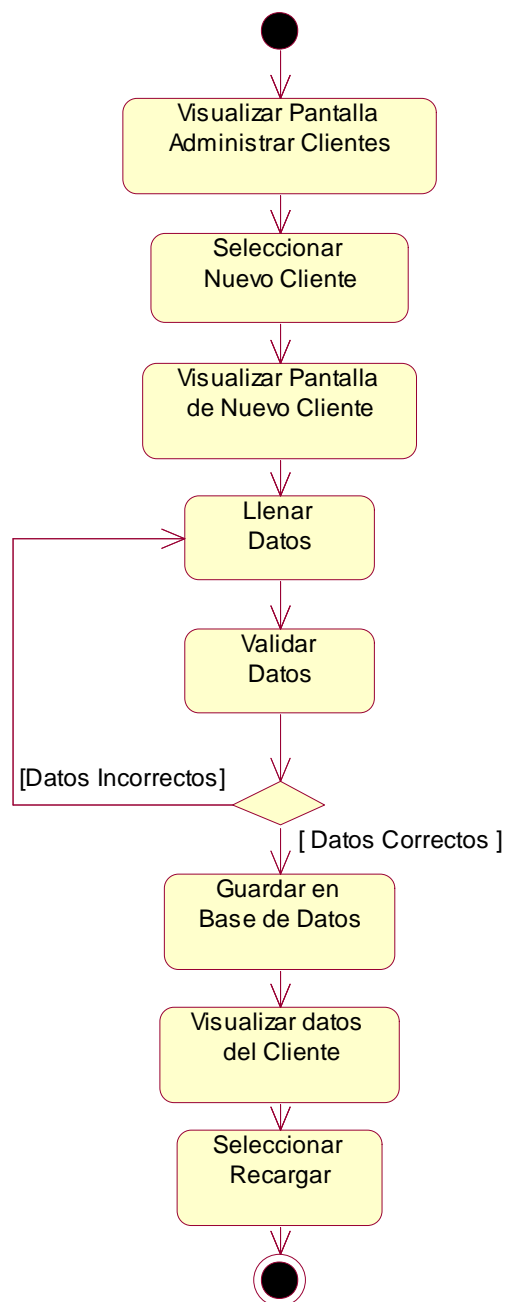 Visualizar Pantalla
Administrar Clientes
Seleccionar
Nuevo Cliente
Visualizar Pantalla
de Nuevo Cliente
Llenar
Datos
Validar
Datos
[Datos Incorrectos]
[ Datos Correctos ]
Guardar en
Base de Datos
Visualizar datos
del Cliente
Seleccionar
Recargar